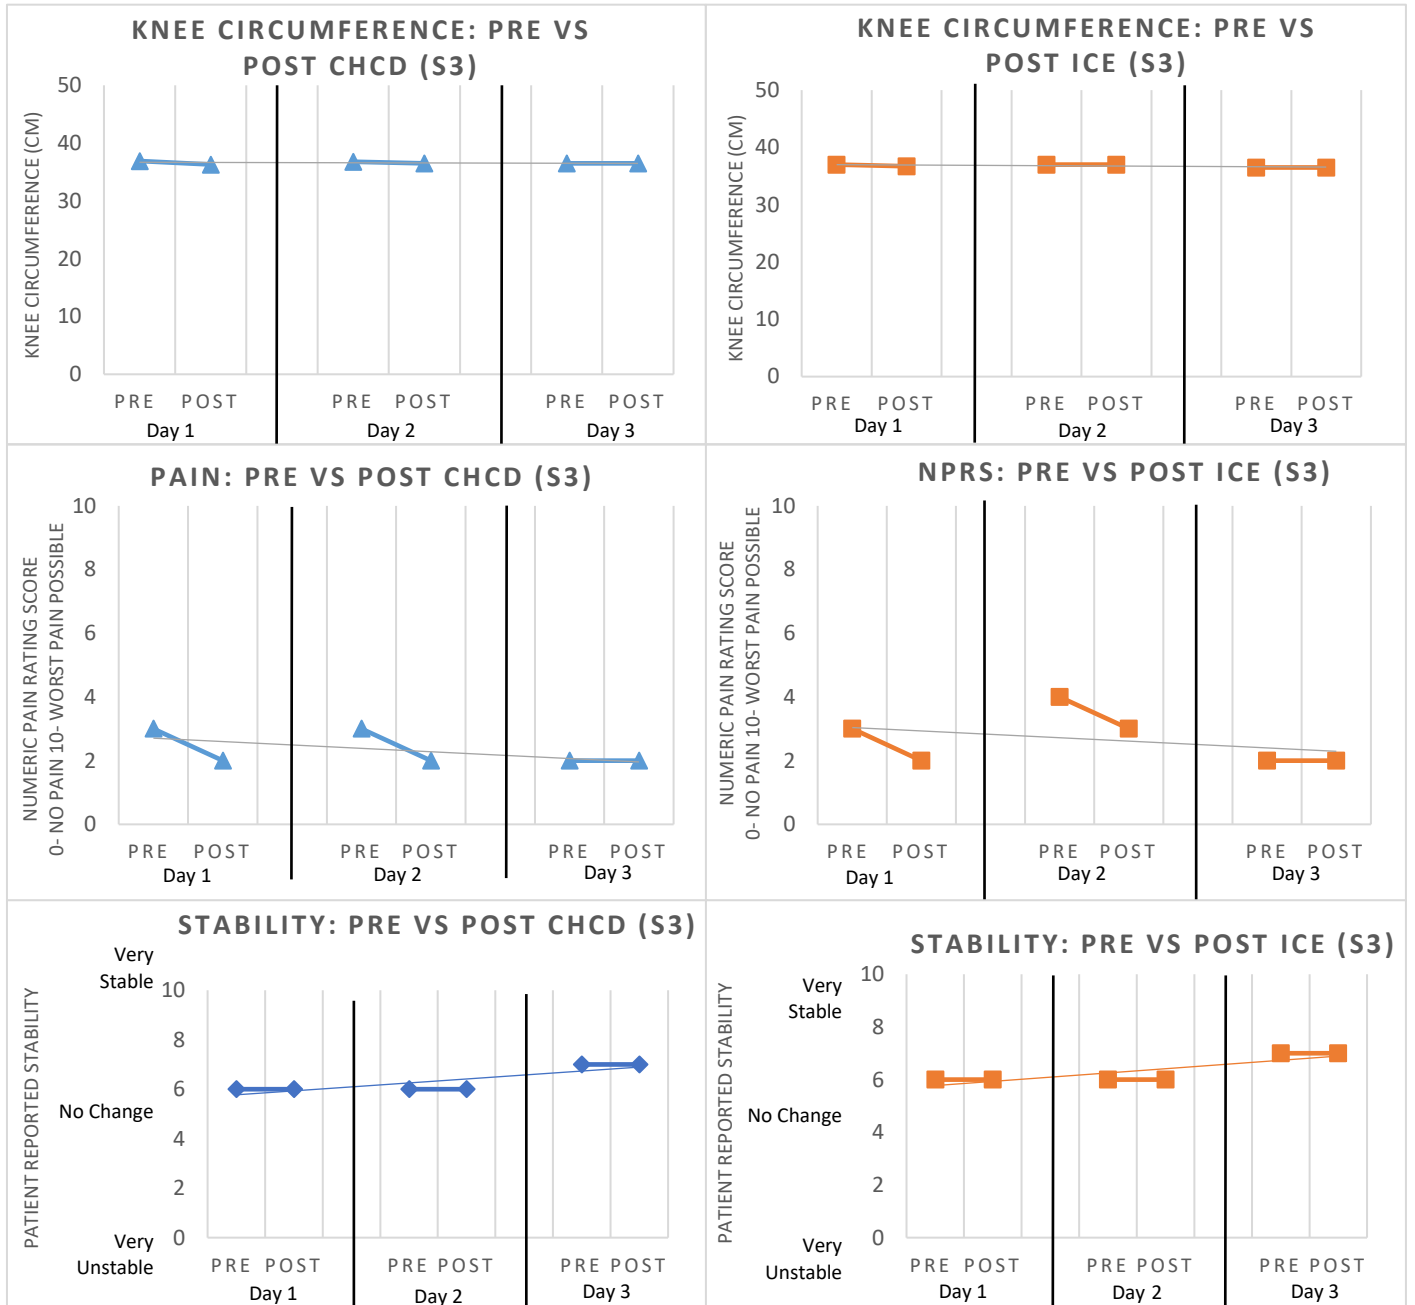 KNEE CIRCUMFERENCE: PRE VS
POST CHCD (S3)
KNEE CIRCUMFERENCE (CM)
50
40
30
20
10
0
PRE POST PRE POST PRE POST
Day 1 Day 2 Day 3
KNEE CIRCUMFERENCE: PRE VS
POST ICE (S3)
KNEE CIRCUMFERENCE (CM)
50
40
30
20
10
0
PRE POST PRE POST PRE POST
Day 1 Day 2 Day 3
PAIN: PRE VS POST CHCD (S3)
NUMERIC PAIN RATING SCORE
0- NO PAIN 10- WORST PAIN POSSIBLE
10
8
6
4
2
0
PRE POST PRE POST PRE POST
Day 1 Day 2 Day 3
NPRS: PRE VS POST ICE (S3)
NUMERIC PAIN RATING SCORE
0- NO PAIN 10- WORST PAIN POSSIBLE
10
8
6
4
2
0
PRE POST PRE POST PRE POST
Day 1 Day 2 Day 3
STABILITY: PRE VS POST CHCD (S3)
PATIENT REPORTED STABILITY
Very
Stable
No Change
Very
Unstable
10
8
6
4
2
0
PRE POST PRE POST PRE POST
Day 1 Day 2 Day 3
STABILITY: PRE VS POST ICE (S3)
PATIENT REPORTED STABILITY
Very
Stable
No Change
Very
Unstable
10
8
6
4
2
0
PRE POST PRE POST PRE POST
Day 1 Day 2 Day 3